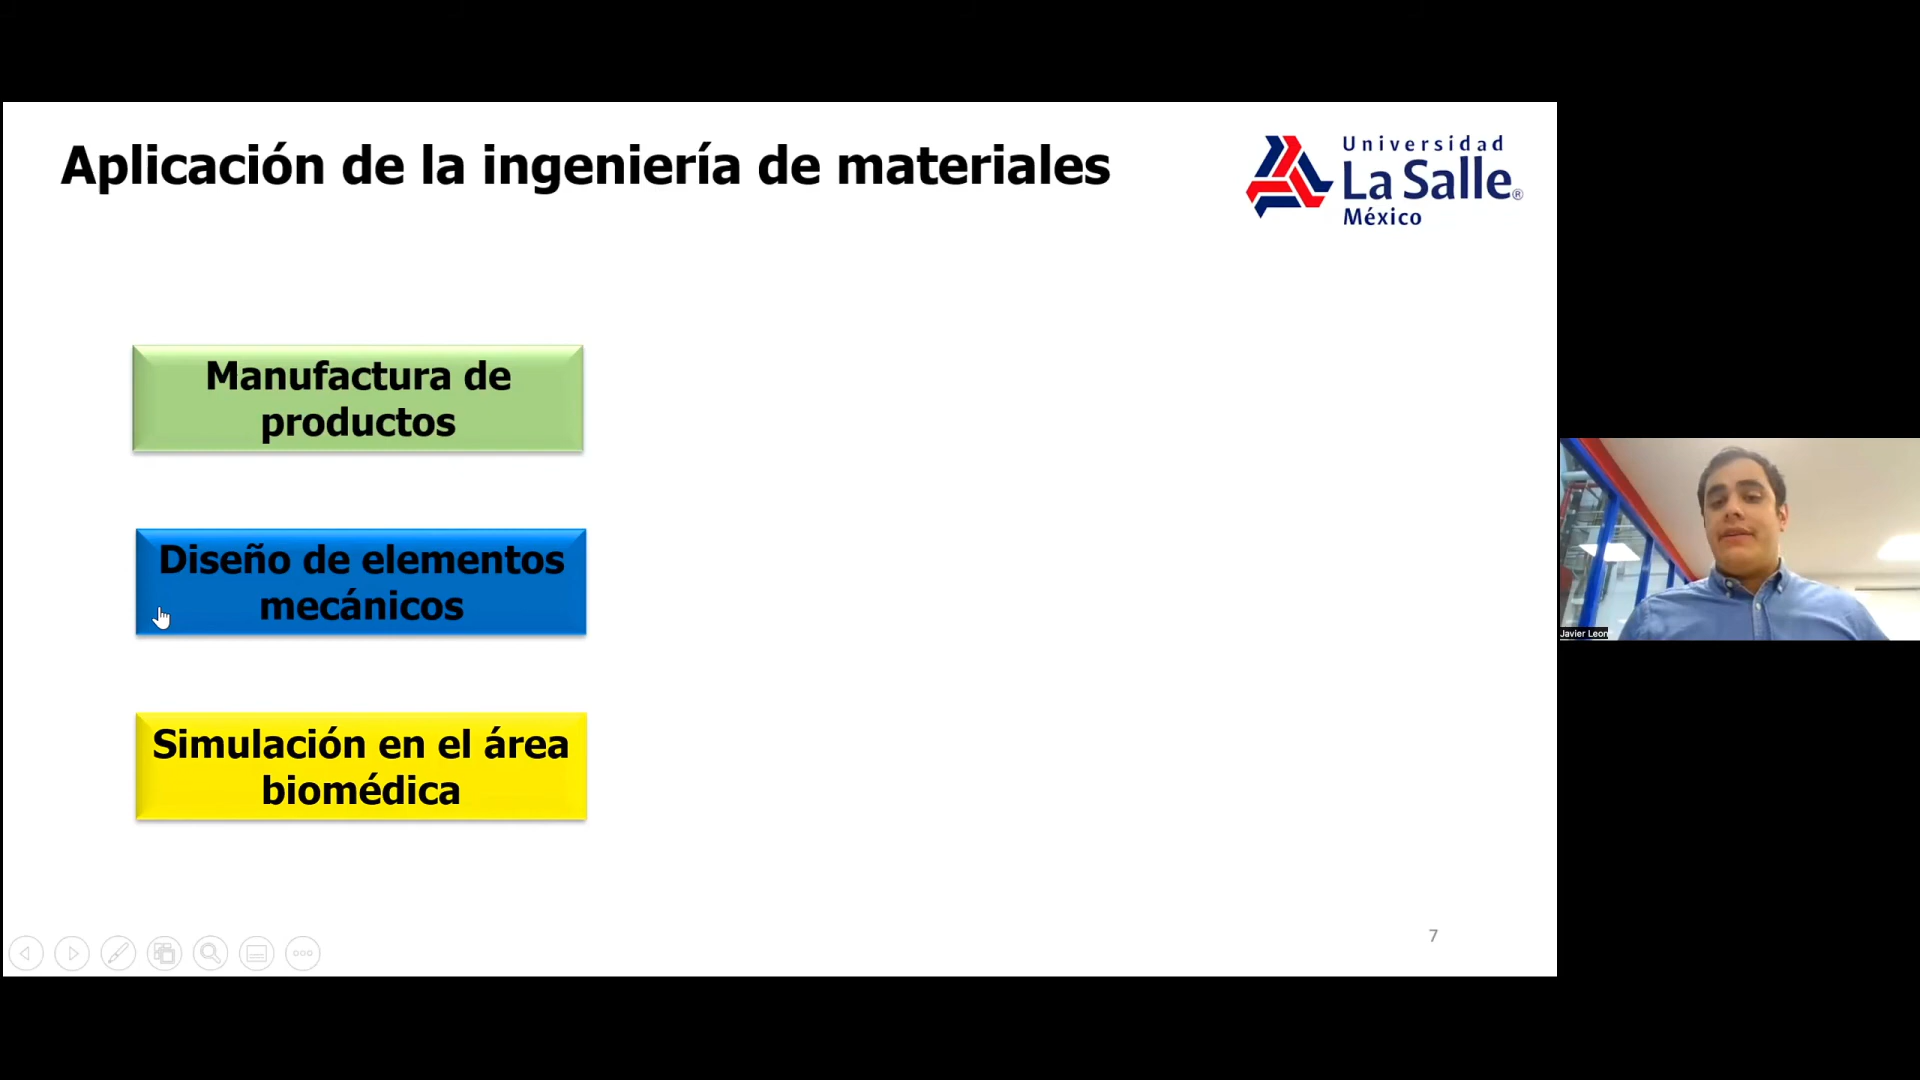 Aplicación de la ingeniería de materiales
Universidad
La Salle®
México
Manufactura de
productos
Diseño de elementos
mecánicos
Simulación en el área
biomédica
Javier Leon
7